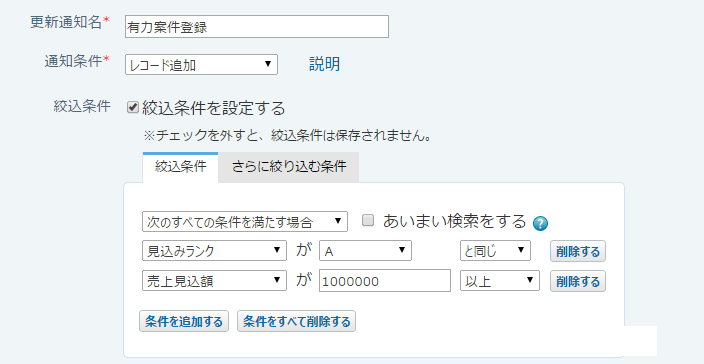 更新通知名* 有力案件登録
通知条件* レコード追加 説明
絞込条件 絞込条件を設定する
※チェックを外すと、絞込条件は保存されません。
絞込条件 さらに絞り込む条件
次のすべての条件を満たす場合 あいまい検索をする ?
見込みランク が A と同じ 削除する
売上見込額 が 1000000 以上 削除する
条件を追加する 条件をすべて削除する